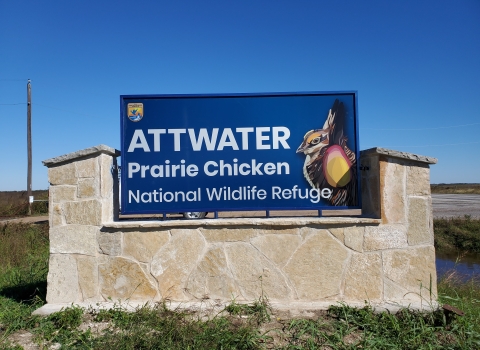 ATTWATER
Prairie Chicken
National Wildlife Refuge